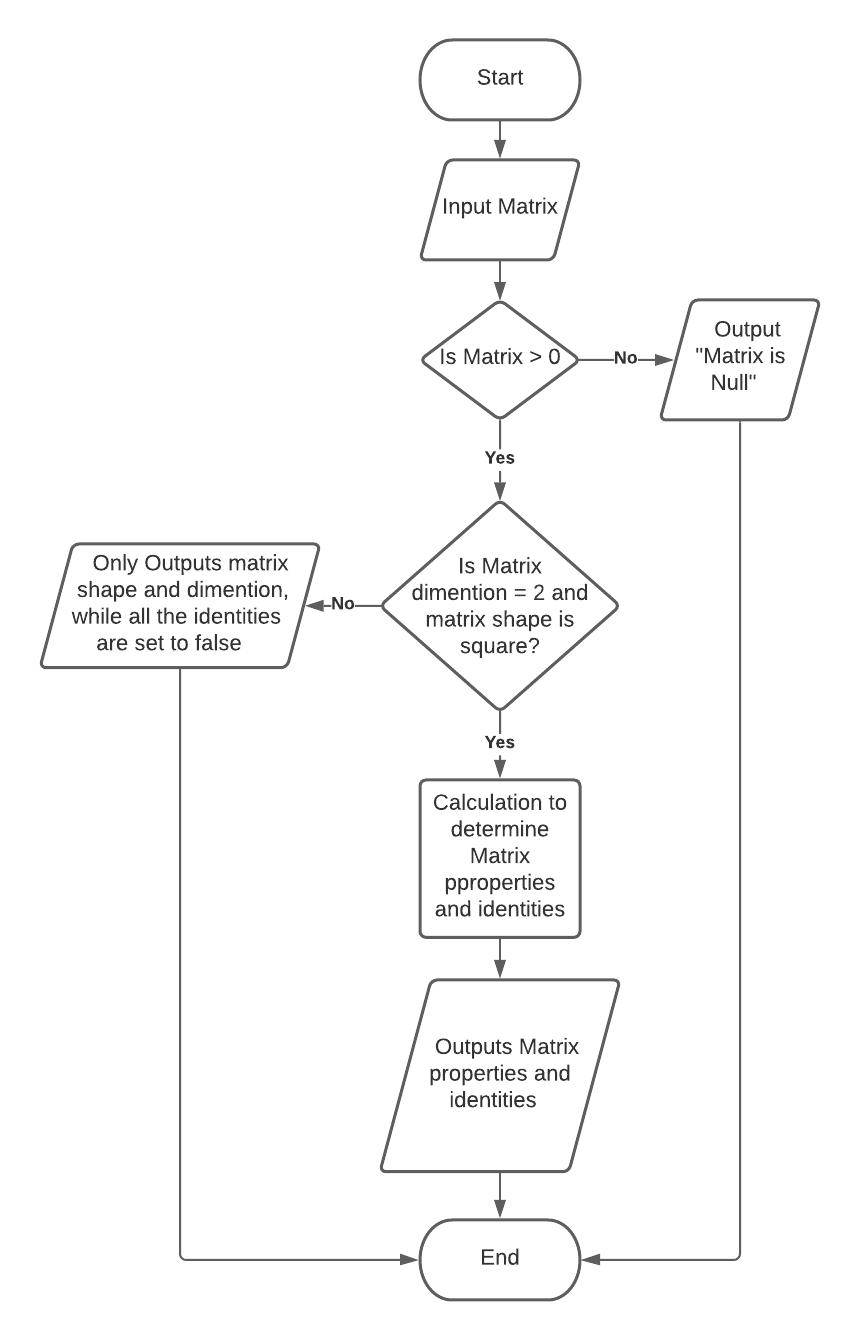 Start
Input Matrix
Is Matrix > 0
No
Output
"Matrix is
Null"
Yes
Is Matrix
dimention = 2 and
matrix shape is
square?
No
Only Outputs matrix
shape and dimention,
while all the identities
are set to false
Yes
Calculation to
determine
Matrix
pproperties
and identities
Outputs Matrix
properties and
identities
End